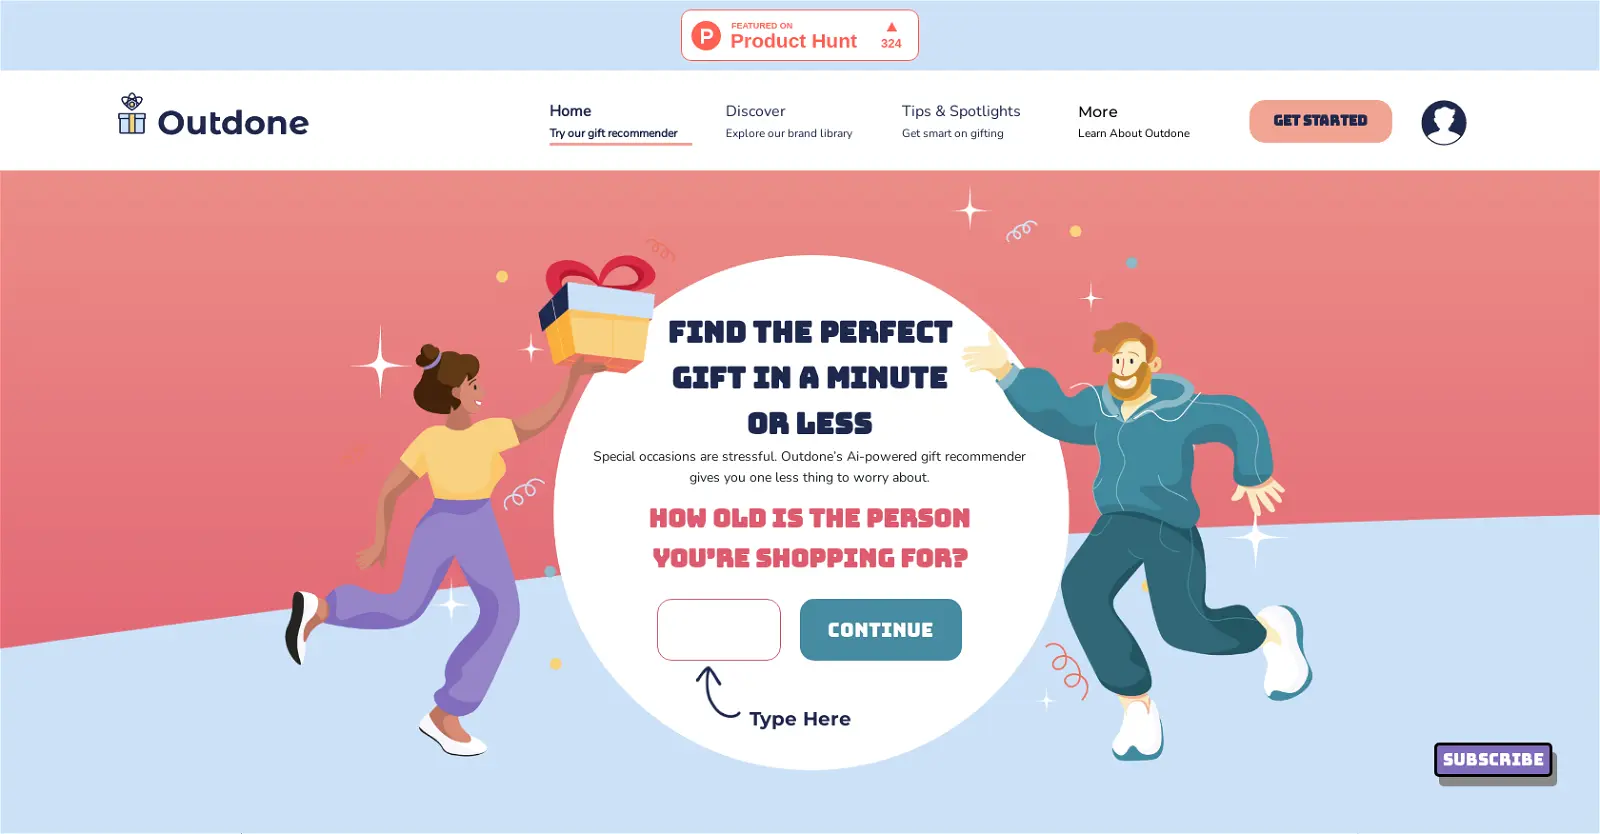 P
FEATURED ON
Product Hunt
324
Outdone
Home
Try our gift recommender
Discover
Explore our brand library
Tips & Spotlights
Get smart on gifting
More
Learn About Outdone
GET STARTED
FIND THE PERFECT
GIFT IN A MINUTE
OR LESS
Special occasions are stressful. Outdone's Ai-powered gift recommender
gives you one less thing to worry about.
HOW OLD IS THE PERSON
YOU'RE SHOPPING FOR?
CONTINUE
Type Here
SUBSCRIBE